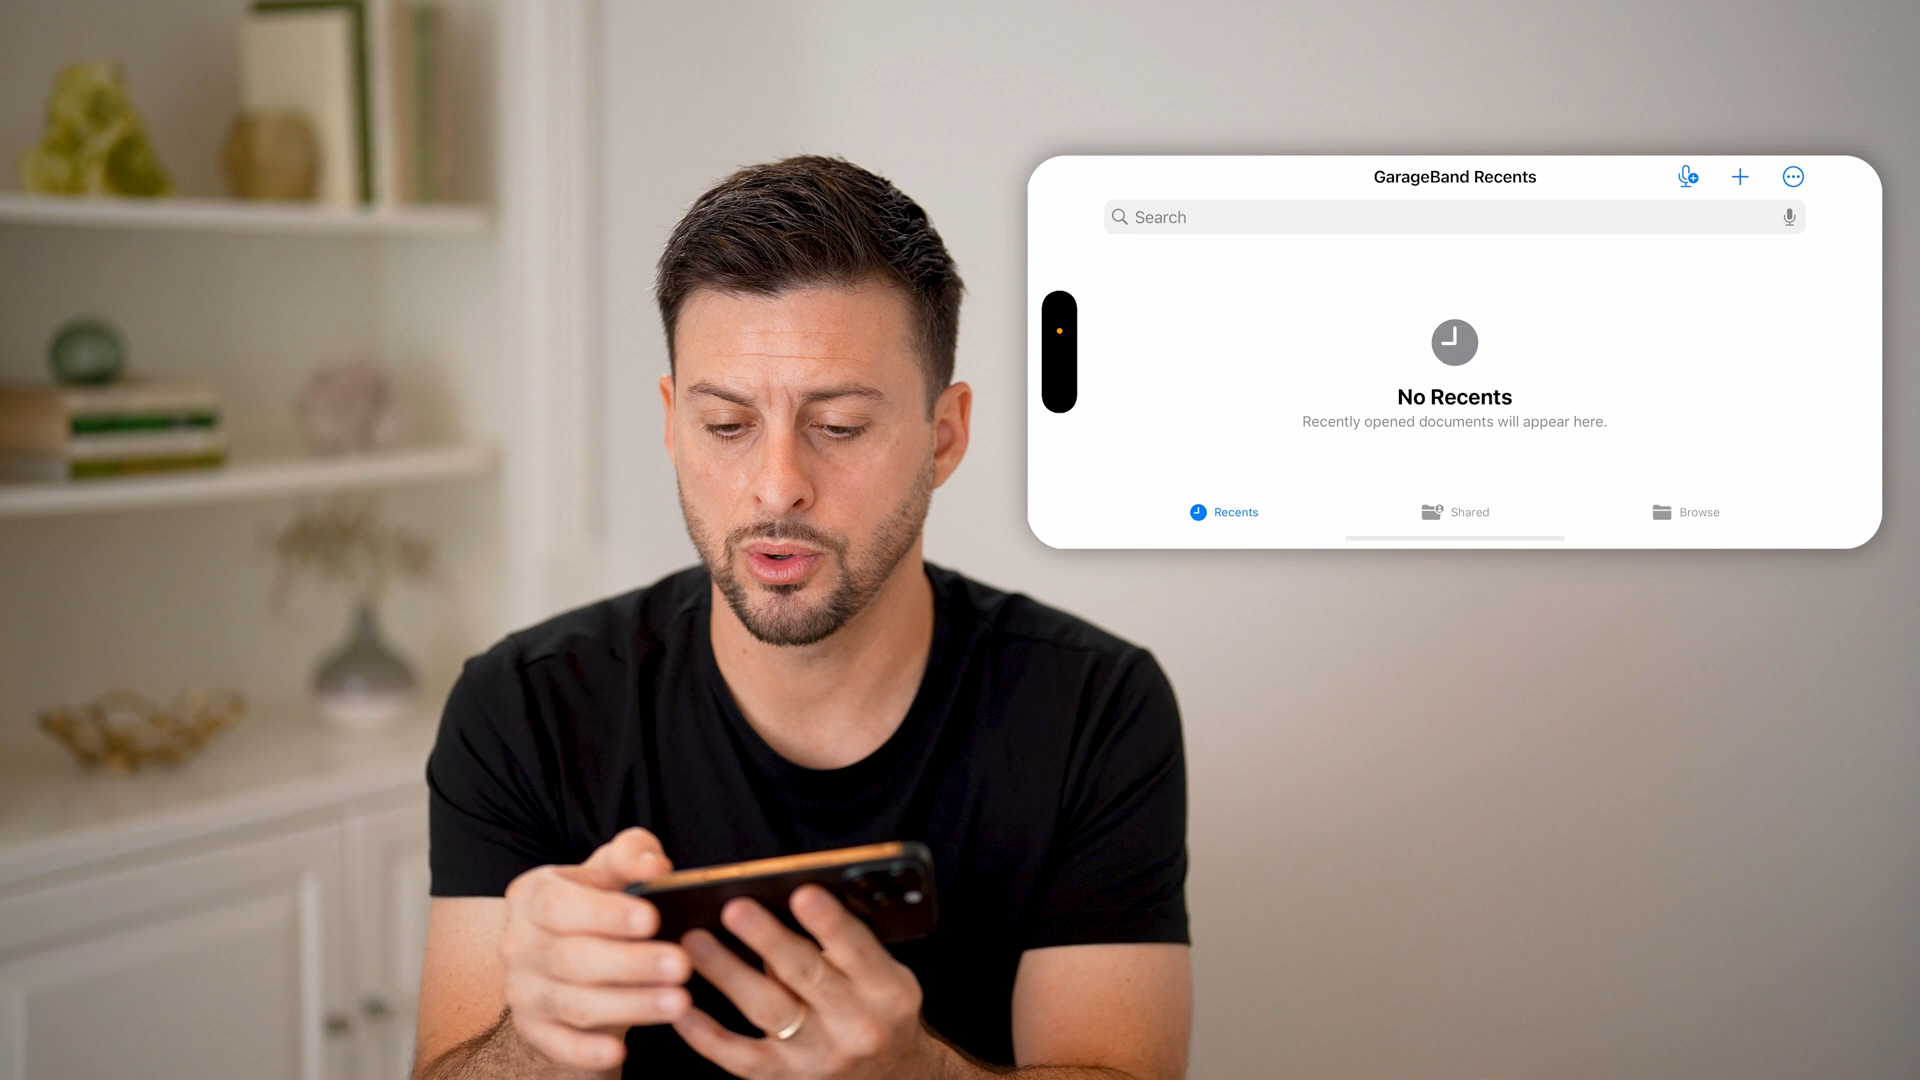 GarageBand Recents
Search
No Recents
Recently opened documents will appear here.
Recents
Shared
Browse